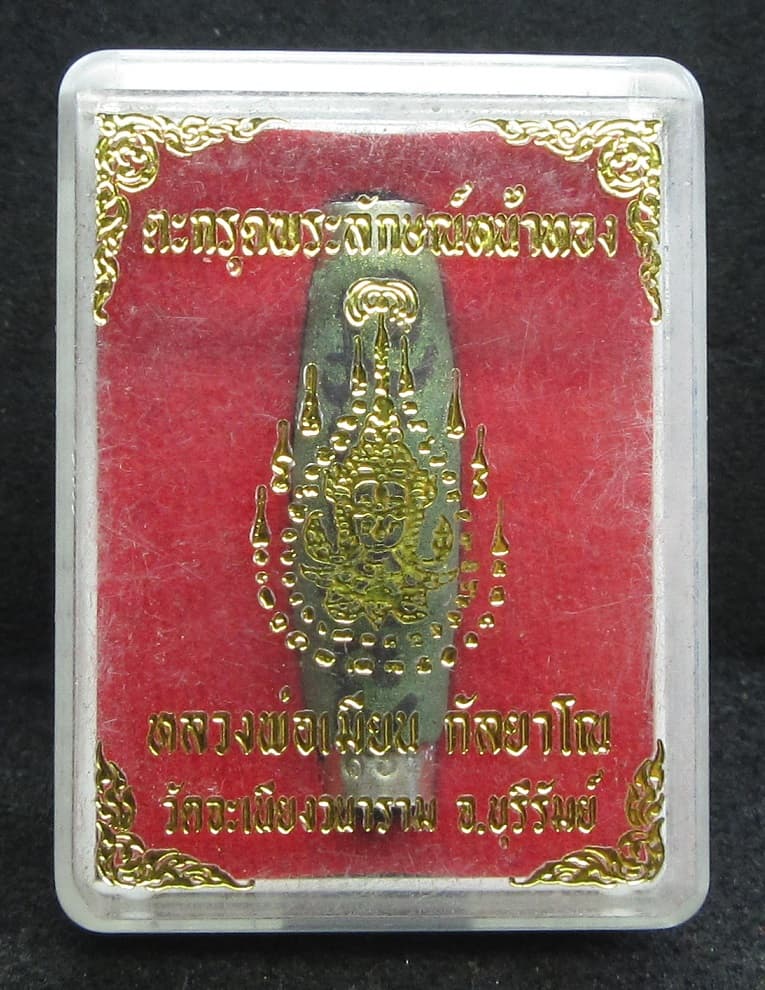 ตะกรุดพระลักษณ์หน้าทอง
หลวงพ่อเมียน กัลยาโณ
วัดจะเนียงวนาราม จ.บุรีรัมย์